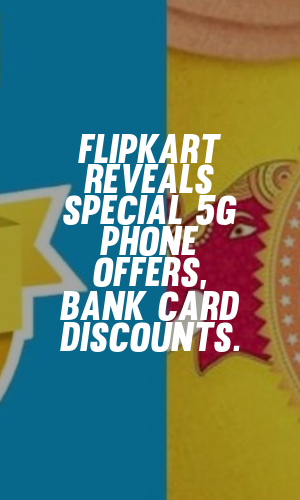 FLIPKART
REVEALS
SPECIAL 5G
PHONE
OFFERS,
BANK CARD
DISCOUNTS.